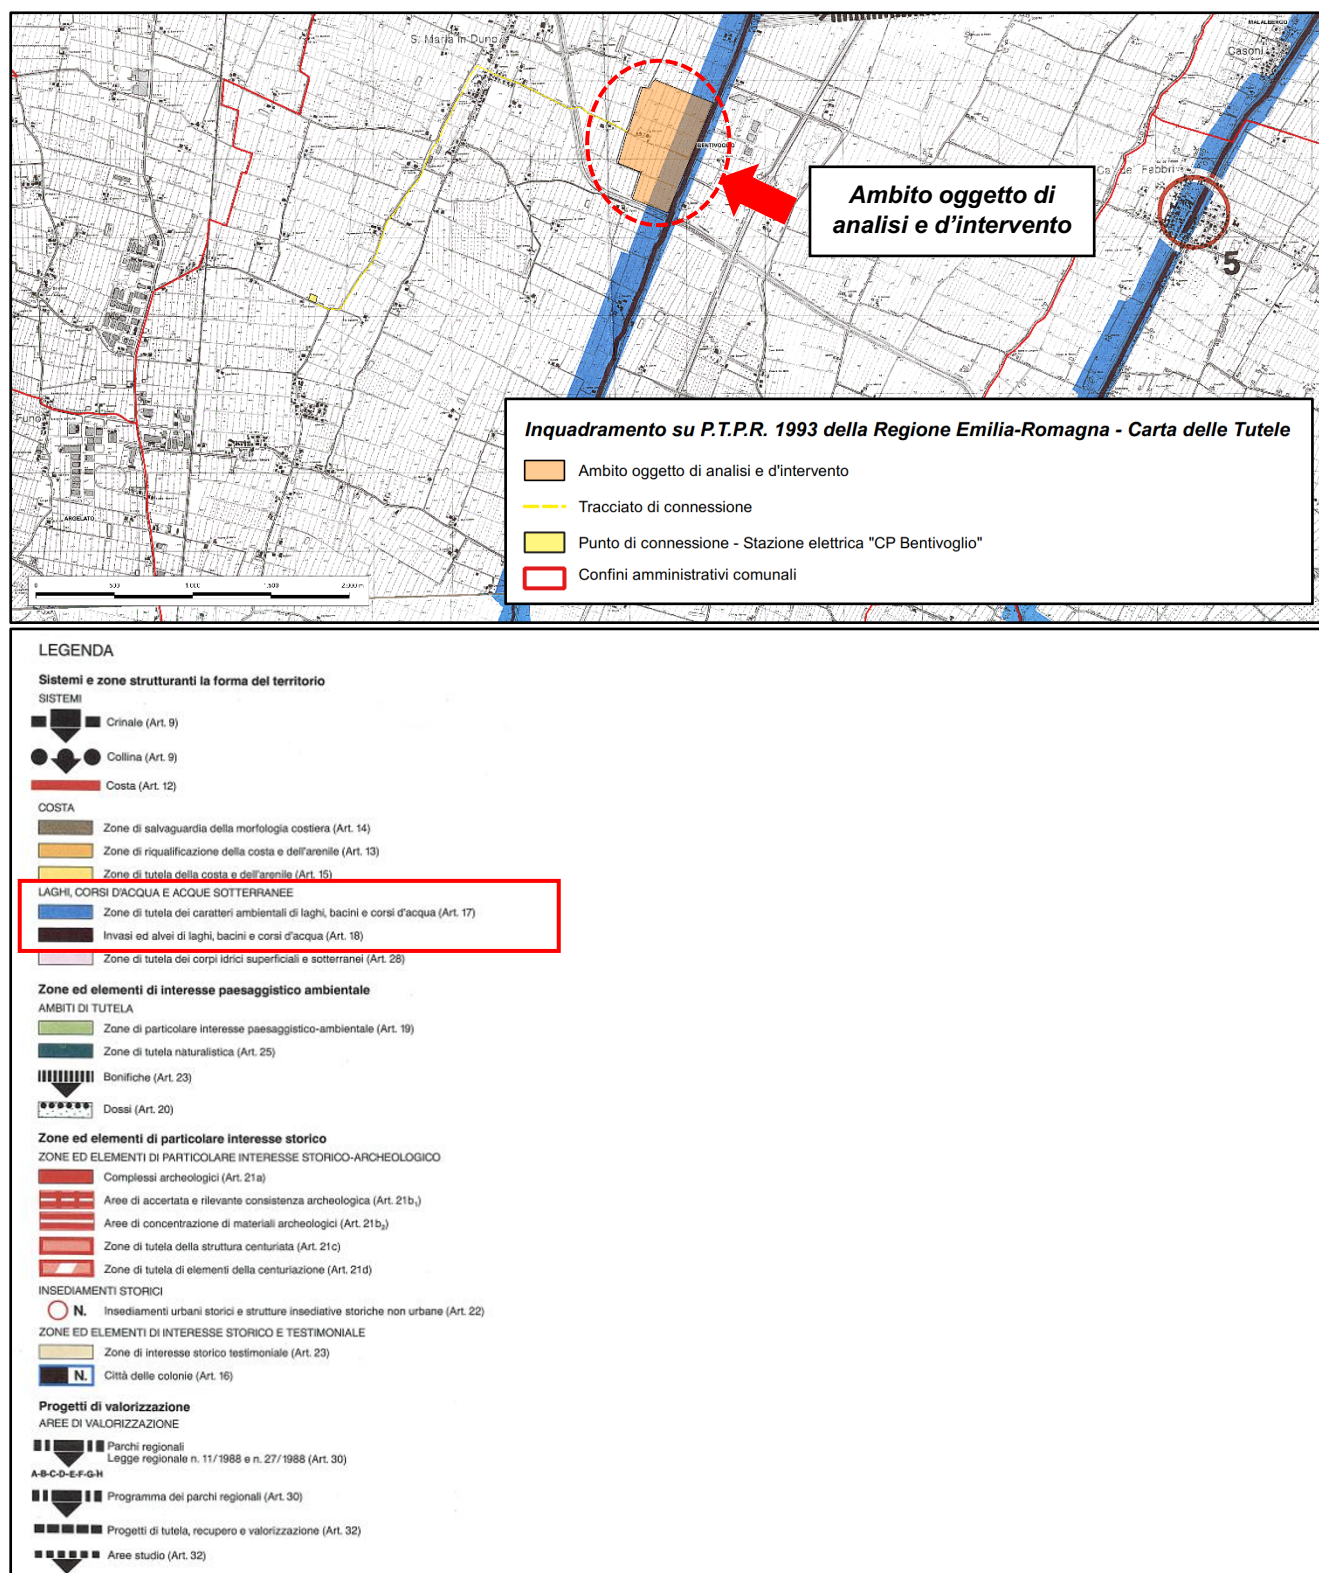 S. Maria in Duno
MALALBERGO
Casoni
BENTIVOGLIO
Ca' de' Fabbri
Ambito oggetto di
analisi e d'intervento
5
Funo
ARGELATO
0 500 1.000 1.500 2.000 m
Inquadramento su P.T.P.R. 1993 della Regione Emilia-Romagna - Carta delle Tutele
Ambito oggetto di analisi e d'intervento
Tracciato di connessione
Punto di connessione - Stazione elettrica "CP Bentivoglio"
Confini amministrativi comunali
LEGENDA
Sistemi e zone strutturanti la forma del territorio
SISTEMI
Crinale (Art. 9)
Collina (Art. 9)
Costa (Art. 12)
COSTA
Zone di salvaguardia della morfologia costiera (Art. 14)
Zone di riqualificazione della costa e dell'arenile (Art. 13)
Zone di tutela della costa e dell'arenile (Art. 15)
LAGHI, CORSI D'ACQUA E ACQUE SOTTERRANEE
Zone di tutela dei caratteri ambientali di laghi, bacini e corsi d'acqua (Art. 17)
Invasi ed alvei di laghi, bacini e corsi d'acqua (Art. 18)
Zone di tutela dei corpi idrici superficiali e sotterranei (Art. 28)
Zone ed elementi di interesse paesaggistico ambientale
AMBITI DI TUTELA
Zone di particolare interesse paesaggistico-ambientale (Art. 19)
Zone di tutela naturalistica (Art. 25)
Bonifiche (Art. 23)
Dossi (Art. 20)
Zone ed elementi di particolare interesse storico
ZONE ED ELEMENTI DI PARTICOLARE INTERESSE STORICO-ARCHEOLOGICO
Complessi archeologici (Art. 21a)
Aree di accertata e rilevante consistenza archeologica (Art. 21b₁)
Aree di concentrazione di materiali archeologici (Art. 21b₂)
Zone di tutela della struttura centuriata (Art. 21c)
Zone di tutela di elementi della centuriazione (Art. 21d)
INSEDIAMENTI STORICI
N. Insediamenti urbani storici e strutture insediative storiche non urbane (Art. 22)
ZONE ED ELEMENTI DI INTERESSE STORICO E TESTIMONIALE
Zone di interesse storico testimoniale (Art. 23)
N. Città delle colonie (Art. 16)
Progetti di valorizzazione
AREE DI VALORIZZAZIONE
Parchi regionali
Legge regionale n. 11/1988 e n. 27/1988 (Art. 30)
A-B-C-D-E-F-G-H
Programma dei parchi regionali (Art. 30)
Progetti di tutela, recupero e valorizzazione (Art. 32)
Aree studio (Art. 32)